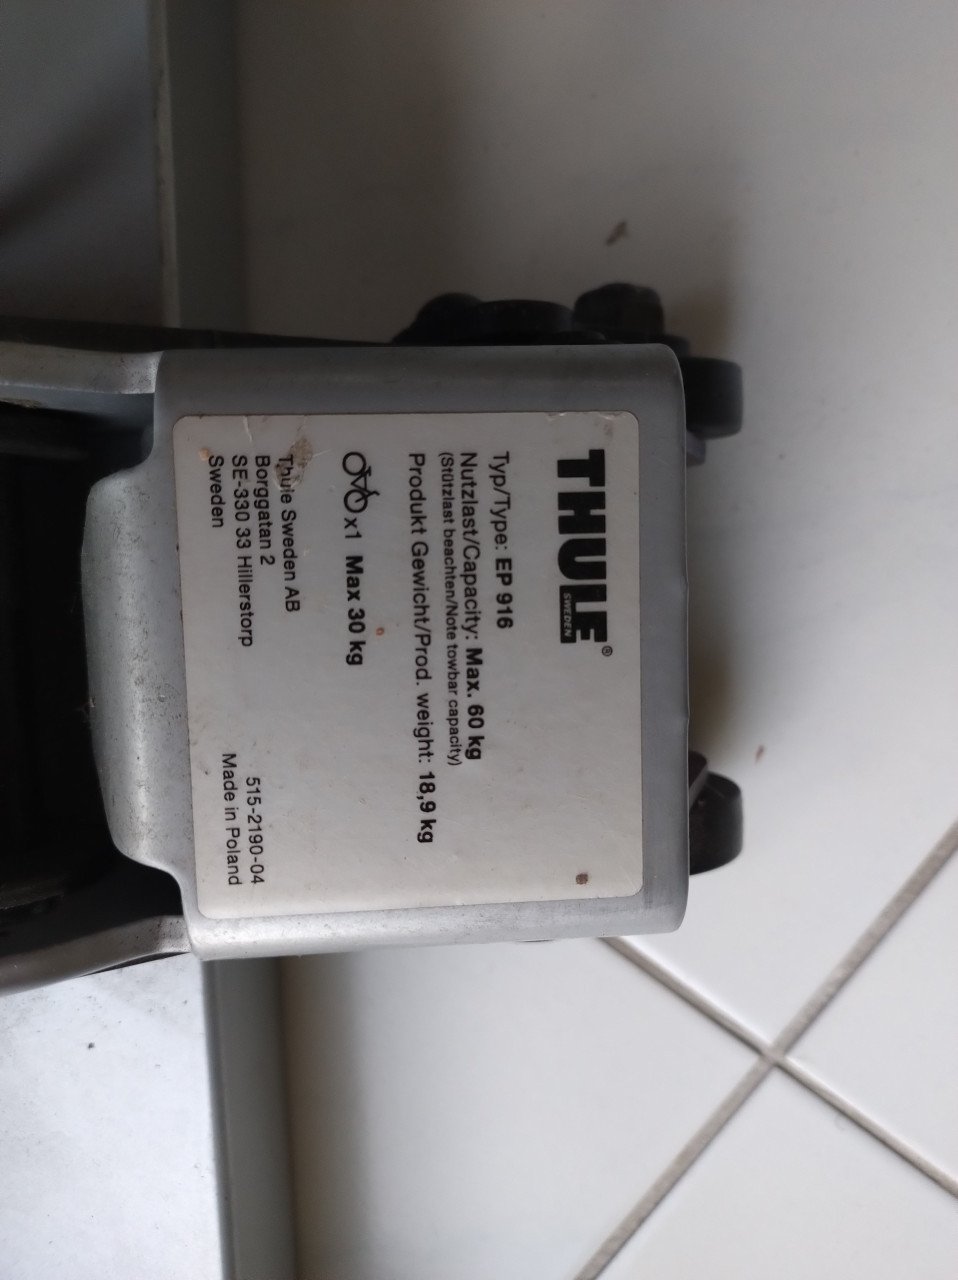 THULE®
SWEDEN
Typ/Type: EP 916
Nutzlast/Capacity: Max. 60 kg
(Stützlast beachten/Note towbar capacity)
Produkt Gewicht/Prod. weight: 18,9 kg
x1 Max 30 kg
Thule Sweden AB
Borggatan 2
SE-330 33 Hillerstorp
Sweden
515-2190-04
Made in Poland